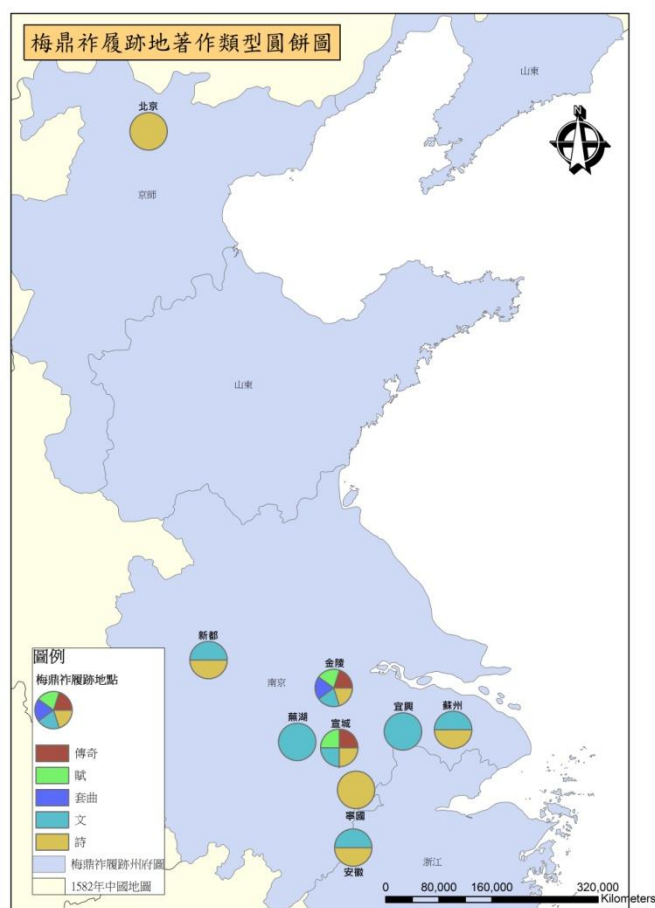 梅鼎祚履跡地著作類型圓餅圖
山東
N
北京
京師
山東
新都
金陵
南京
蕪湖
宣城
宜興
蘇州
寧國
安徽
浙江
圖例
梅鼎祚履跡地點
傳奇
賦
套曲
文
詩
梅鼎祚履跡州府圖
1582年中國地圖
0 80,000 160,000 320,000
Kilometers